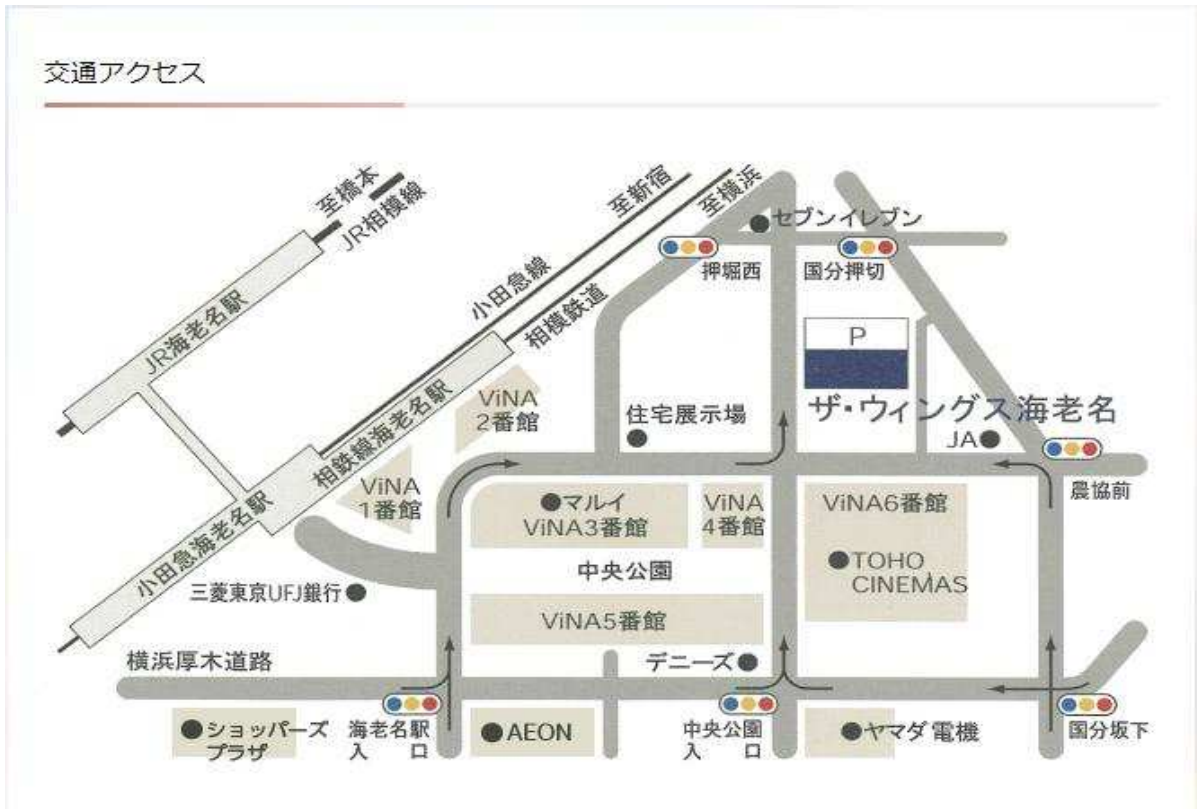 交通アクセス
至橋本
JR相模線
至新宿
至横浜
セブンイレブン
押堀西
国分押切
小田急線
相模鉄道
JR海老名駅
P
ViNA
2番館
住宅展示場
ザ・ウィングス海老名
JA
相鉄線海老名駅
ViNA
1番館
マルイ
ViNA3番館
ViNA
4番館
ViNA6番館
農協前
小田急海老名駅
中央公園
TOHO
CINEMAS
三菱東京UFJ銀行
ViNA5番館
横浜厚木道路
デニーズ
ショッパーズ
プラザ
海老名駅
入 口
AEON
中央公園
入 口
ヤマダ電機
国分坂下